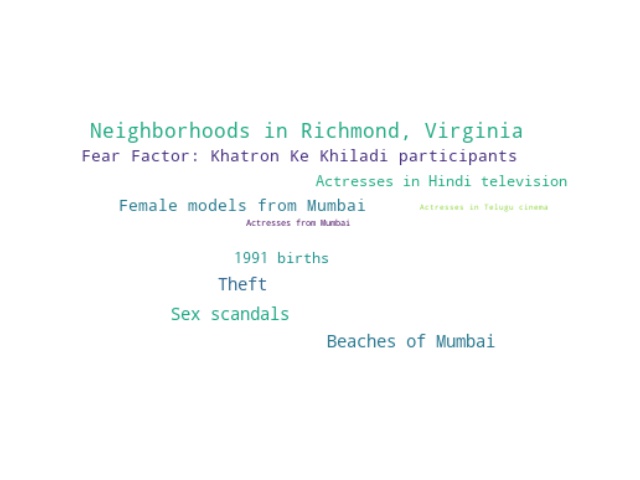 Neighborhoods in Richmond, Virginia
Fear Factor: Khatron Ke Khiladi participants
Actresses in Hindi television
Female models from Mumbai
Actresses in Telugu cinema
Actresses from Mumbai
1991 births
Theft
Sex scandals
Beaches of Mumbai